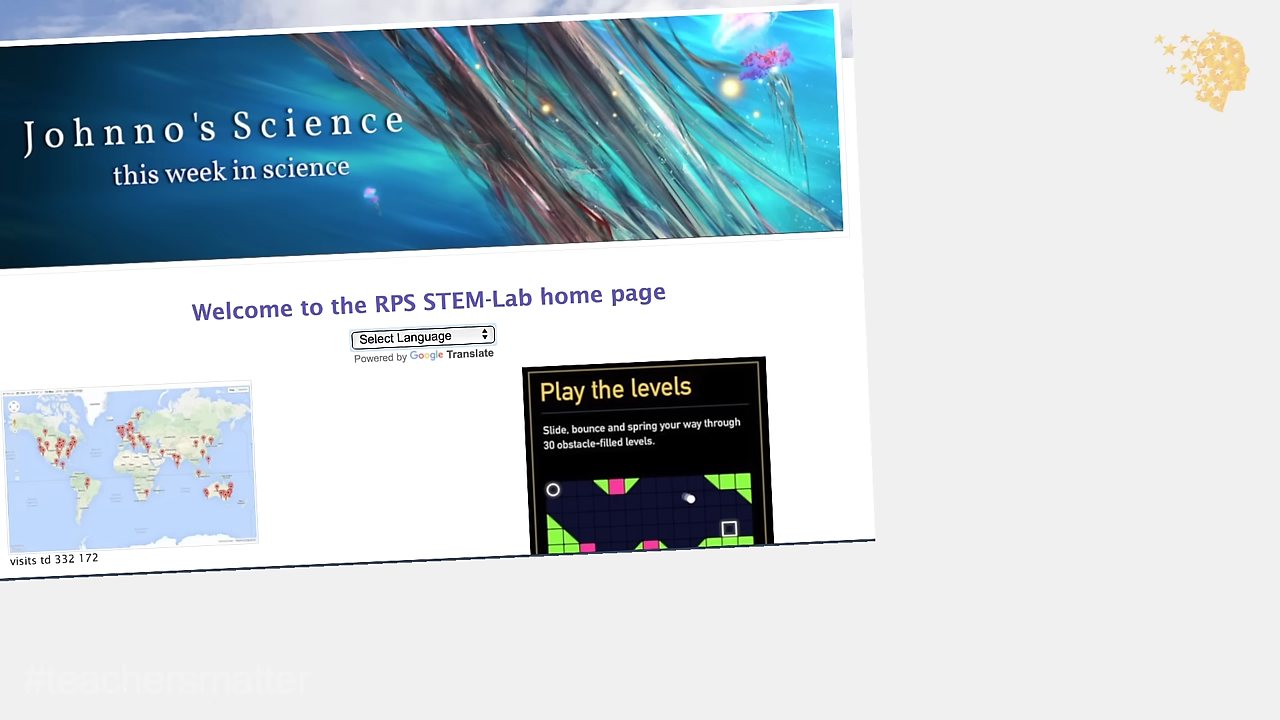 Johnno's Science
this week in science
Welcome to the RPS STEM-Lab home page
Select Language
Powered by Google Translate
Play the levels
Slide, bounce and spring your way through
30 obstacle-filled levels.
visits td 332 172
#teachersmatter